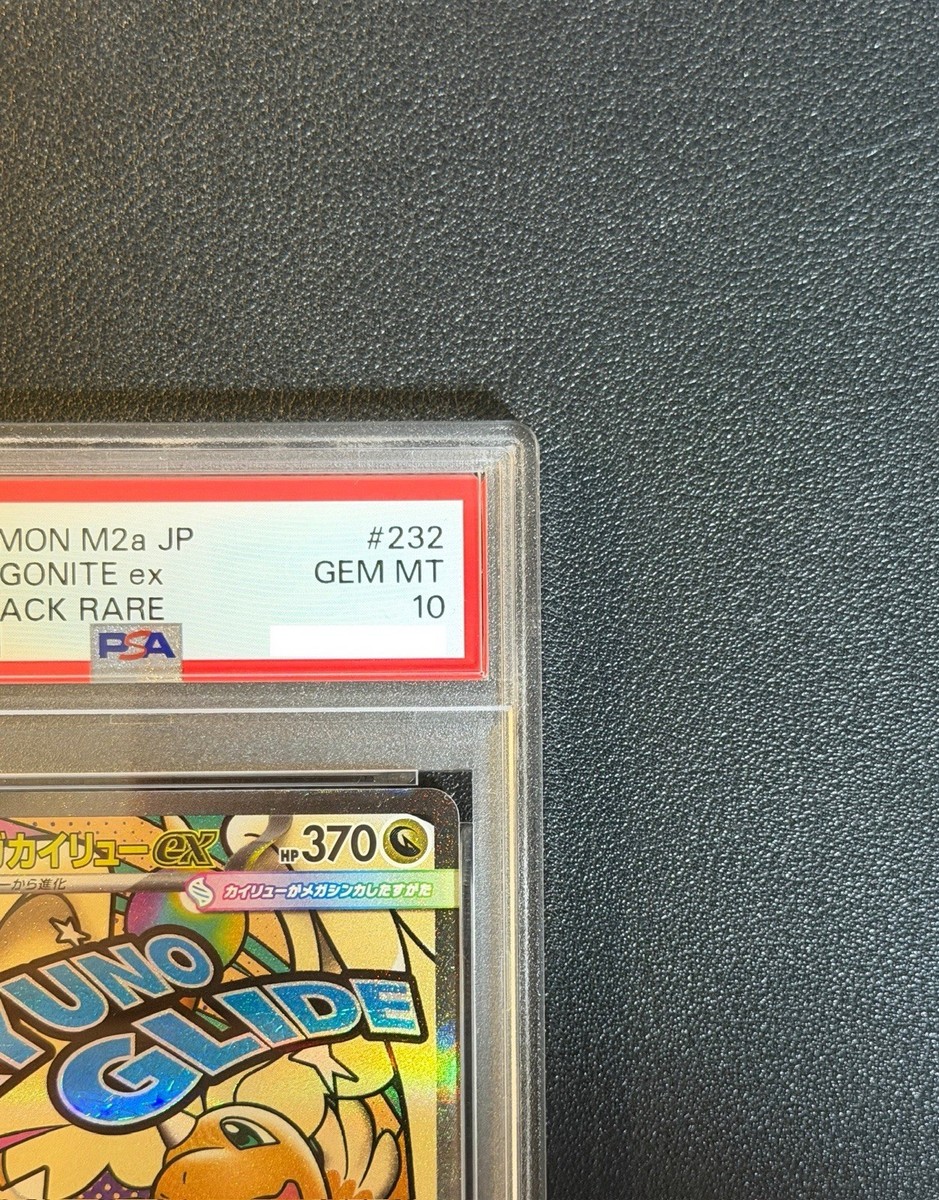 MON M2a JP #232
GONITE ex GEM MT
ACK RARE 10
PSA
カイリューex HP 370
ーから進化
カイリューがメガシンカしたすがた
YUNO
GLIDE